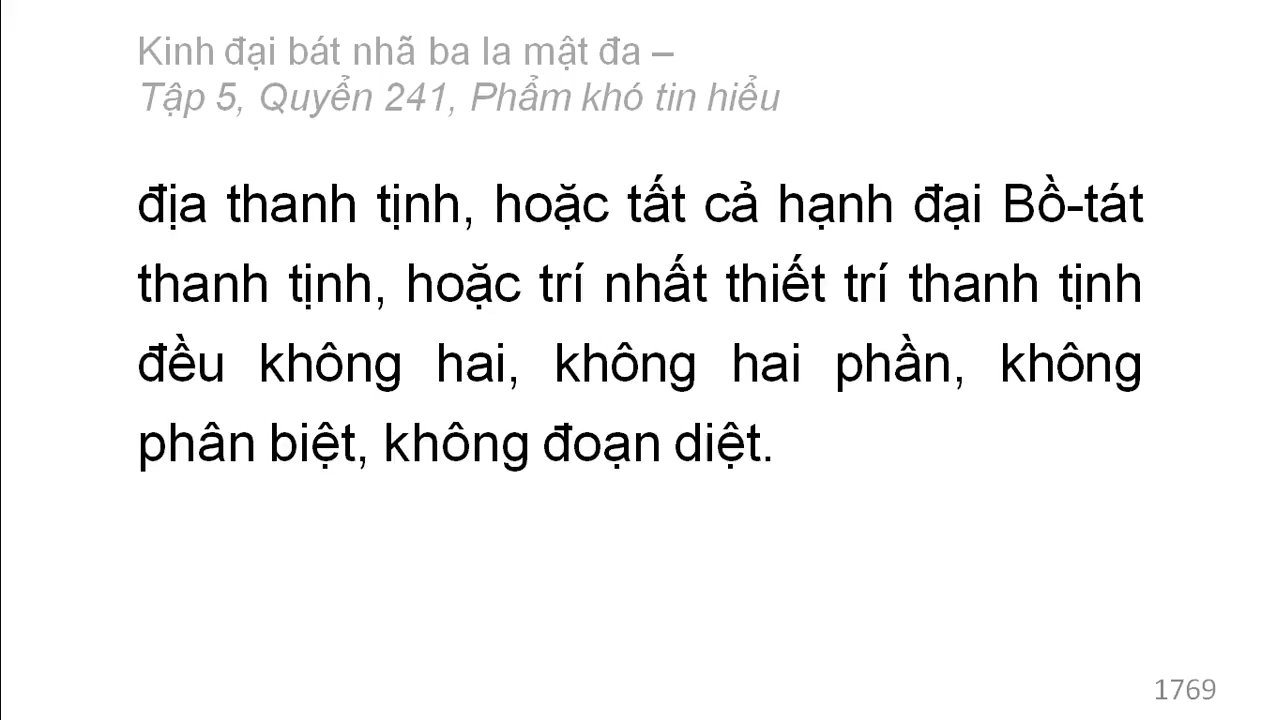 Kinh đại bát nhã ba la mật đa –
Tập 5, Quyển 241, Phẩm khó tin hiểu
địa thanh tịnh, hoặc tất cả hạnh đại Bồ-tát
thanh tịnh, hoặc trí nhất thiết trí thanh tịnh
đều không hai, không hai phần, không
phân biệt, không đoạn diệt.
1769